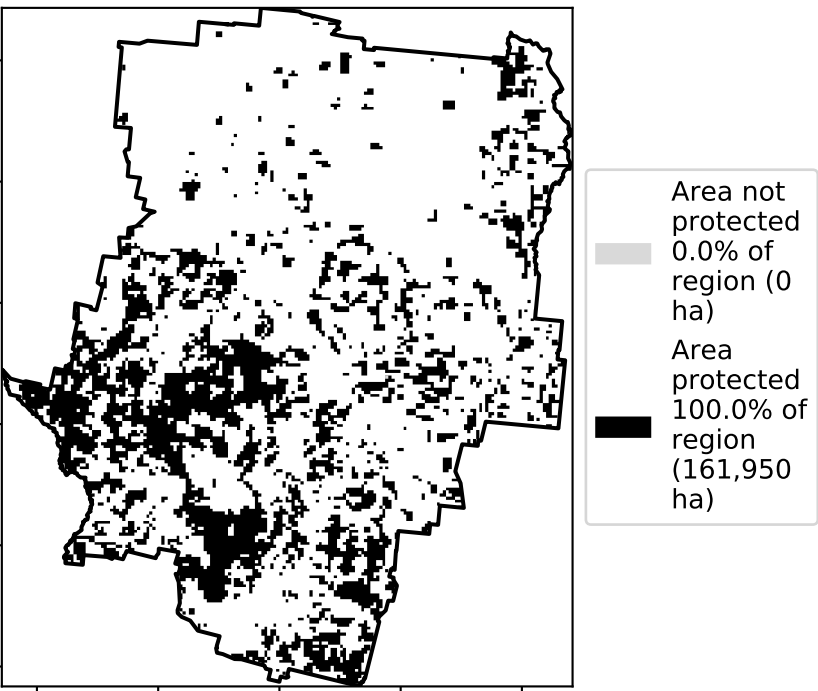 Area not
protected
0.0% of
region (0
ha)
Area
protected
100.0% of
region
(161,950
ha)